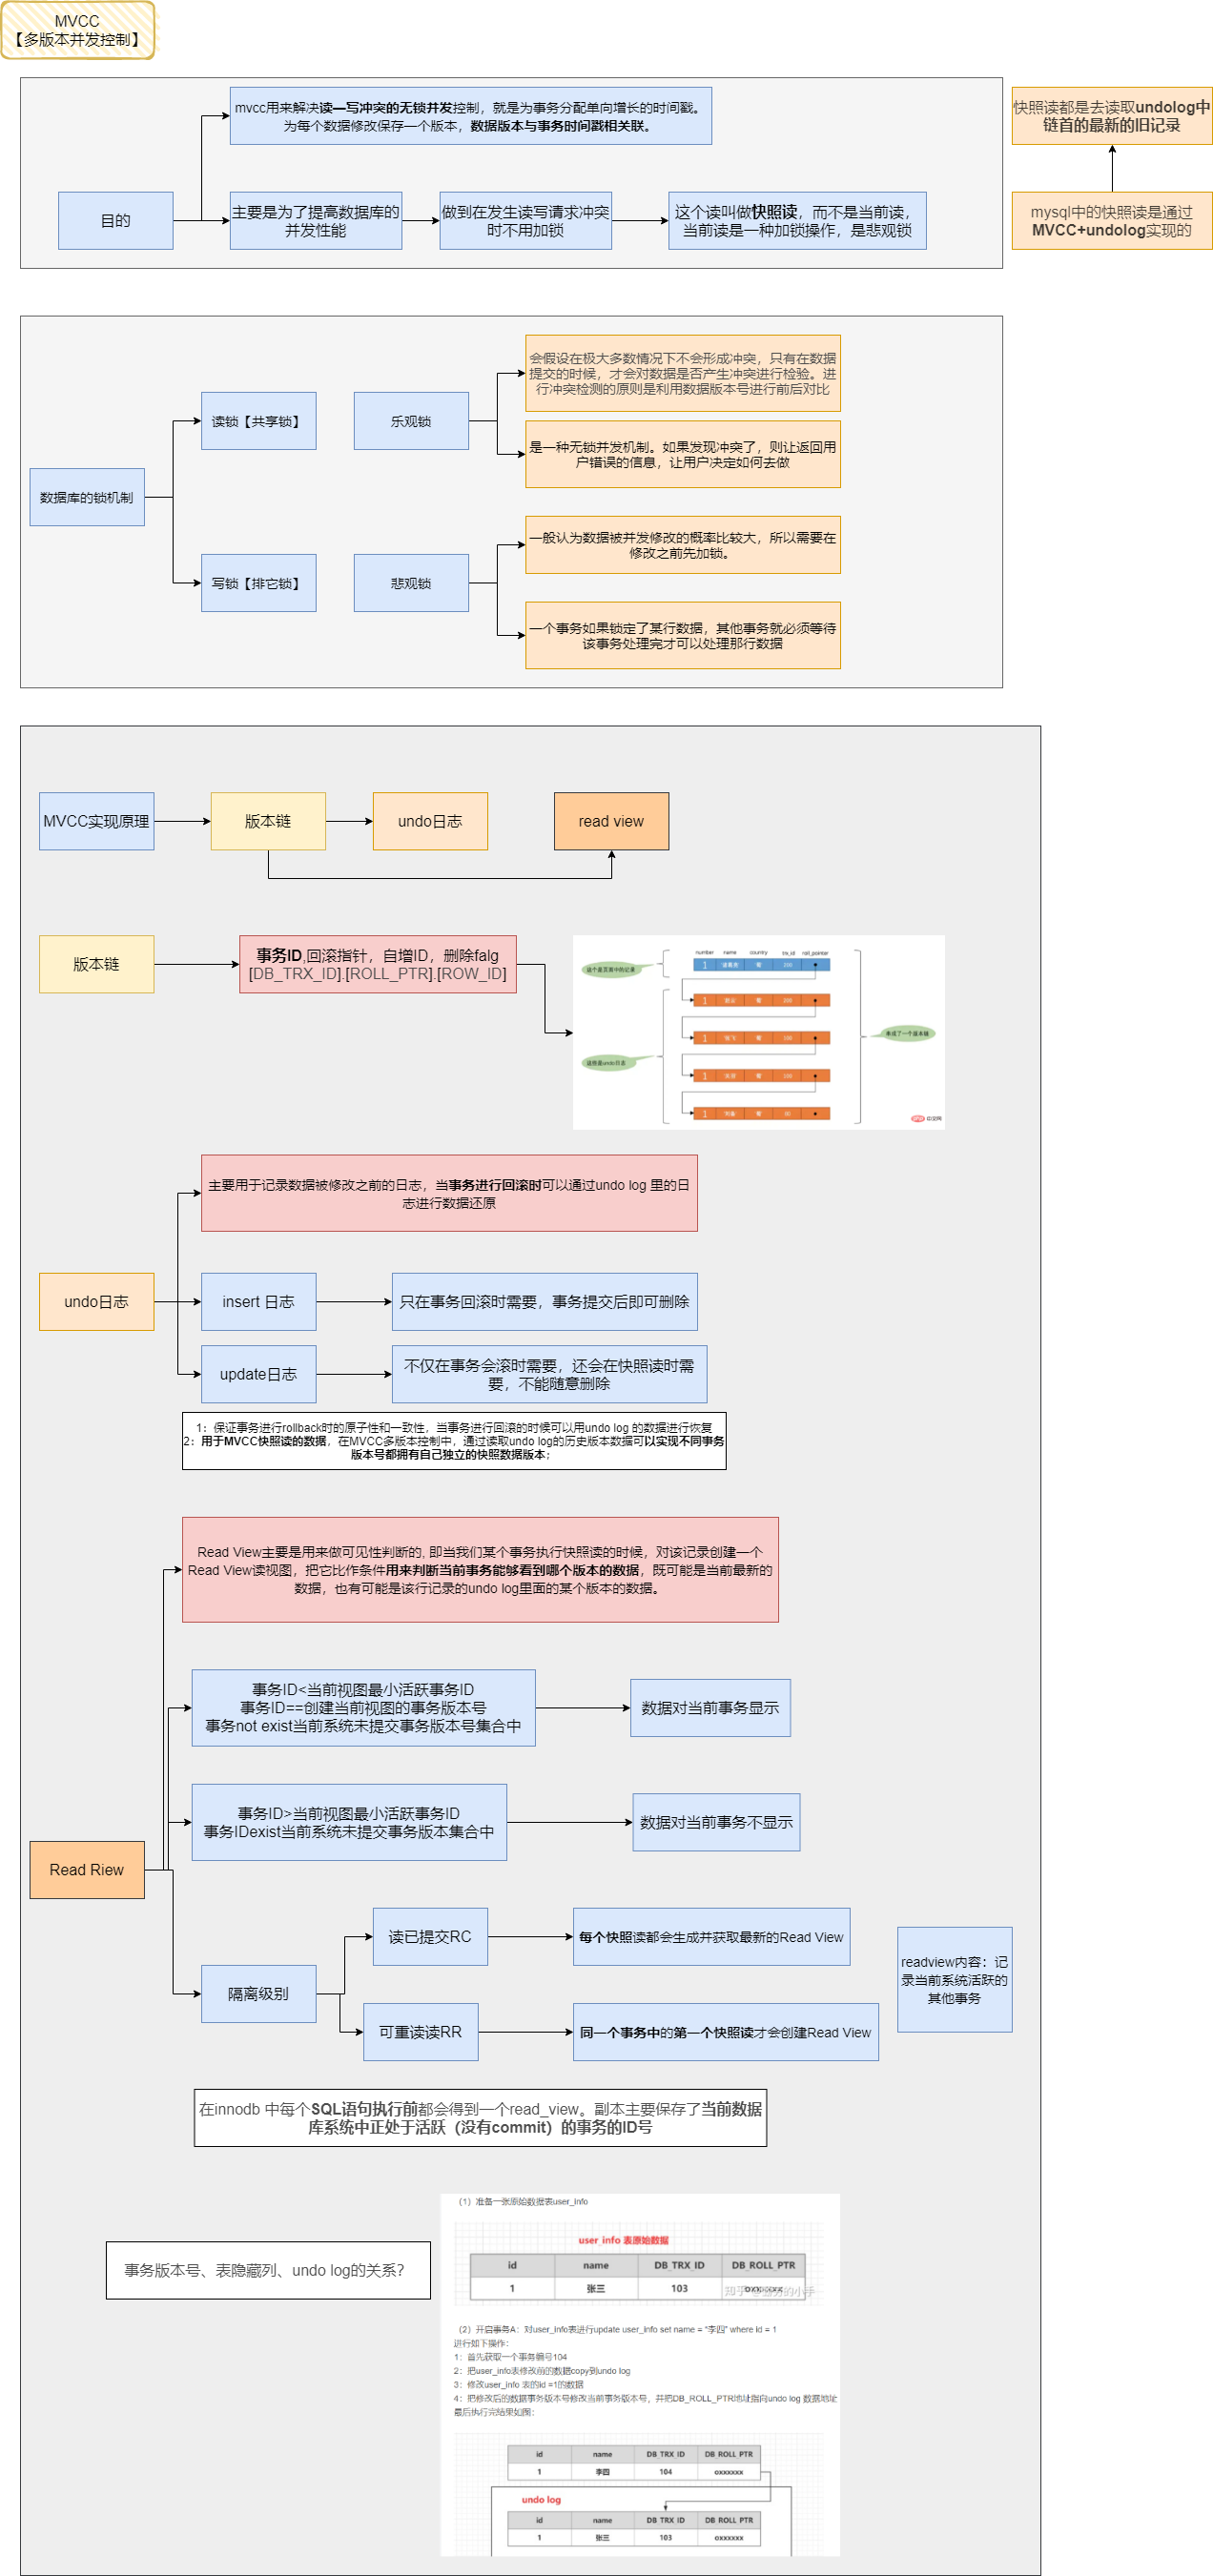 MVCC
【多版本并发控制】
mvcc用来解决读—写冲突的无锁并发控制，就是为事务分配单向增长的时间戳。
为每个数据修改保存一个版本，数据版本与事务时间戳相关联。
快照读都是去读取undolog中
链首的最新的旧记录
目的
主要是为了提高数据库的
并发性能
做到在发生读写请求冲突
时不用加锁
这个读叫做快照读，而不是当前读，
当前读是一种加锁操作，是悲观锁
mysql中的快照读是通过
MVCC+undolog实现的
会假设在极大多数情况下不会形成冲突，只有在数据
提交的时候，才会对数据是否产生冲突进行检验。进
行冲突检测的原则是利用数据版本号进行前后对比
读锁【共享锁】
乐观锁
是一种无锁并发机制。如果发现冲突了，则让返回用
户错误的信息，让用户决定如何去做
数据库的锁机制
一般认为数据被并发修改的概率比较大，所以需要在
修改之前先加锁。
写锁【排它锁】
悲观锁
一个事务如果锁定了某行数据，其他事务就必须等待
该事务处理完才可以处理那行数据
MVCC实现原理
版本链
undo日志
read view
版本链
事务ID,回滚指针，自增ID，删除falg
[DB_TRX_ID].[ROLL_PTR].[ROW_ID]
number name country trx_id roll_pointer
这个是页面中的记录
这些是undo日志
形成了一个版本链
主要用于记录数据被修改之前的日志，当事务进行回滚时可以通过undo log 里的日
志进行数据还原
undo日志
insert 日志
只在事务回滚时需要，事务提交后即可删除
update日志
不仅在事务会滚时需要，还会在快照读时需
要，不能随意删除
1：保证事务进行rollback时的原子性和一致性，当事务进行回滚的时候可以用undo log 的数据进行恢复
2：用于MVCC快照读的数据，在MVCC多版本控制中，通过读取undo log的历史版本数据可以实现不同事务
版本号都拥有自己独立的快照数据版本；
Read View主要是用来做可见性判断的, 即当我们某个事务执行快照读的时候，对该记录创建一个
Read View读视图，把它比作条件用来判断当前事务能够看到哪个版本的数据，既可能是当前最新的
数据，也有可能是该行记录的undo log里面的某个版本的数据。
事务ID<当前视图最小活跃事务ID
事务ID==创建当前视图的事务版本号
事务not exist当前系统未提交事务版本号集合中
数据对当前事务显示
事务ID>当前视图最小活跃事务ID
事务IDexist当前系统未提交事务版本集合中
数据对当前事务不显示
Read Riew
读已提交RC
每个快照读都会生成并获取最新的Read View
readview内容：记
录当前系统活跃的
其他事务
隔离级别
可重读读RR
同一个事务中的第一个快照读才会创建Read View
在innodb 中每个SQL语句执行前都会得到一个read_view。副本主要保存了当前数据
库系统中正处于活跃（没有commit）的事务的ID号
事务版本号、表隐藏列、undo log的关系？
（1）准备一张原始数据表user_info
user_info 表原始数据
id name DB_TRX_ID DB_ROLL_PTR
1 张三 103
（2）开启事务A：对user_info表进行update user_info set name = "李四" where id = 1
进行如下操作：
1：首先获取一个事务编号104
2：把user_info表修改前的数据copy到undo log
3：修改user_info 表的id =1的数据
4：把修改后的数据事务版本号修改当前事务版本号，并把DB_ROLL_PTR地址指向undo log 数据地址
最后执行完结果如图：
id name DB_TRX_ID DB_ROLL_PTR
1 李四 104 oxxxxxx
undo log
id name DB_TRX_ID DB_ROLL_PTR
1 张三 103 oxxxxxx